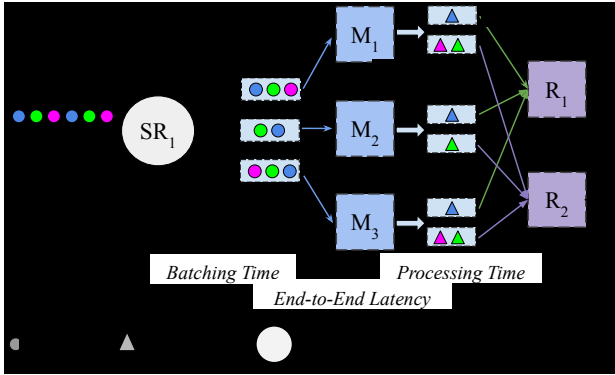 M1
R1
SR1
M2
R2
M3
Batching Time
Processing Time
End-to-End Latency